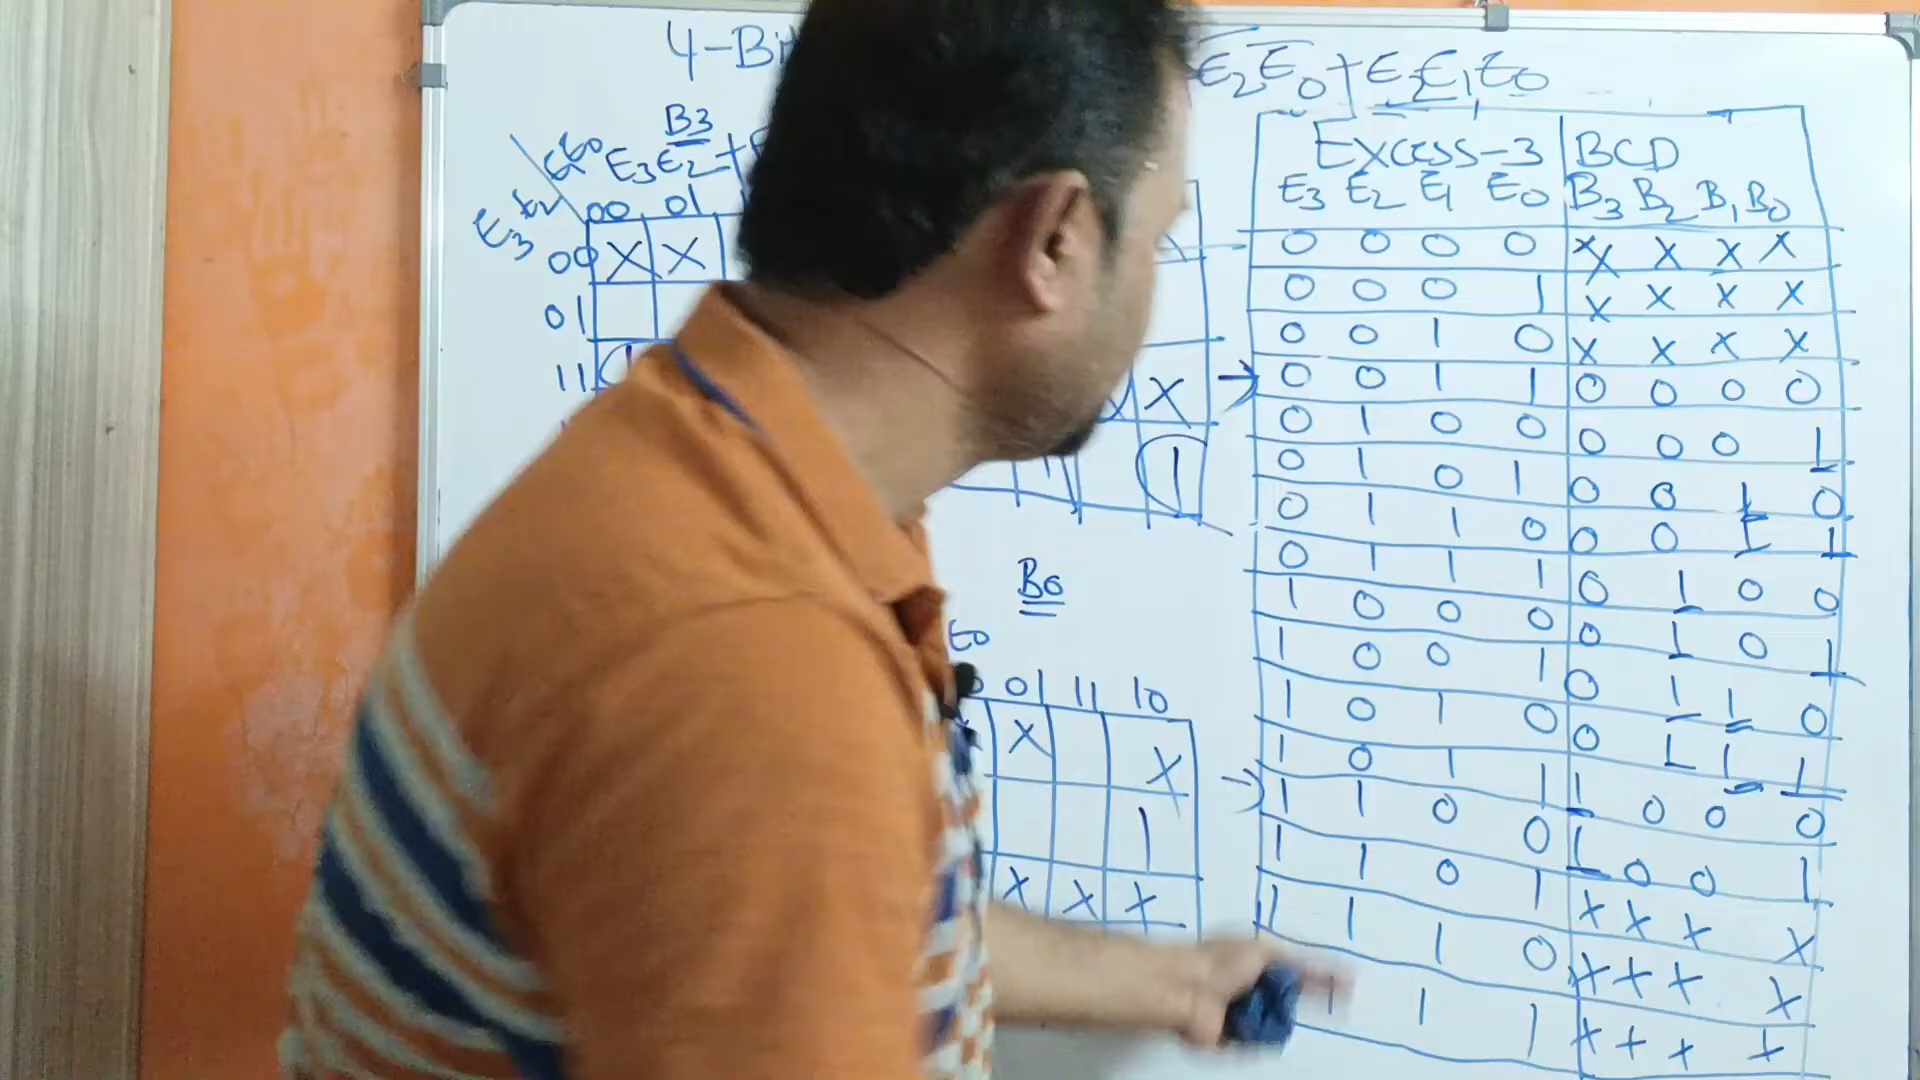 4-Bit
E̅2E̅0+E2E1E0
B3
E3E2+
E1E0
E3E2
00 01
00 X X
01
11
X
1
Excess-3 BCD
E3 E2 E1 E0 B3 B2 B1 B0
0 0 0 0 X X X X
0 0 0 1 X X X X
0 0 1 0 X X X X
→ 0 0 1 1 0 0 0 0
0 1 0 0 0 0 0 1
0 1 0 1 0 0 1 0
0 1 1 0 0 0 1 1
0 1 1 1 0 1 0 0
1 0 0 0 0 1 0 1
1 0 0 1 0 1 1 0
1 0 1 0 0 1 1 1
1 0 1 1 1 0 0 0
→ 1 1 0 0 1 0 0 1
1 1 0 1 X X X X
1 1 1 0 X X X X
1 1 1 X X X X
B0
E0
01 11 10
X X
1
X X X